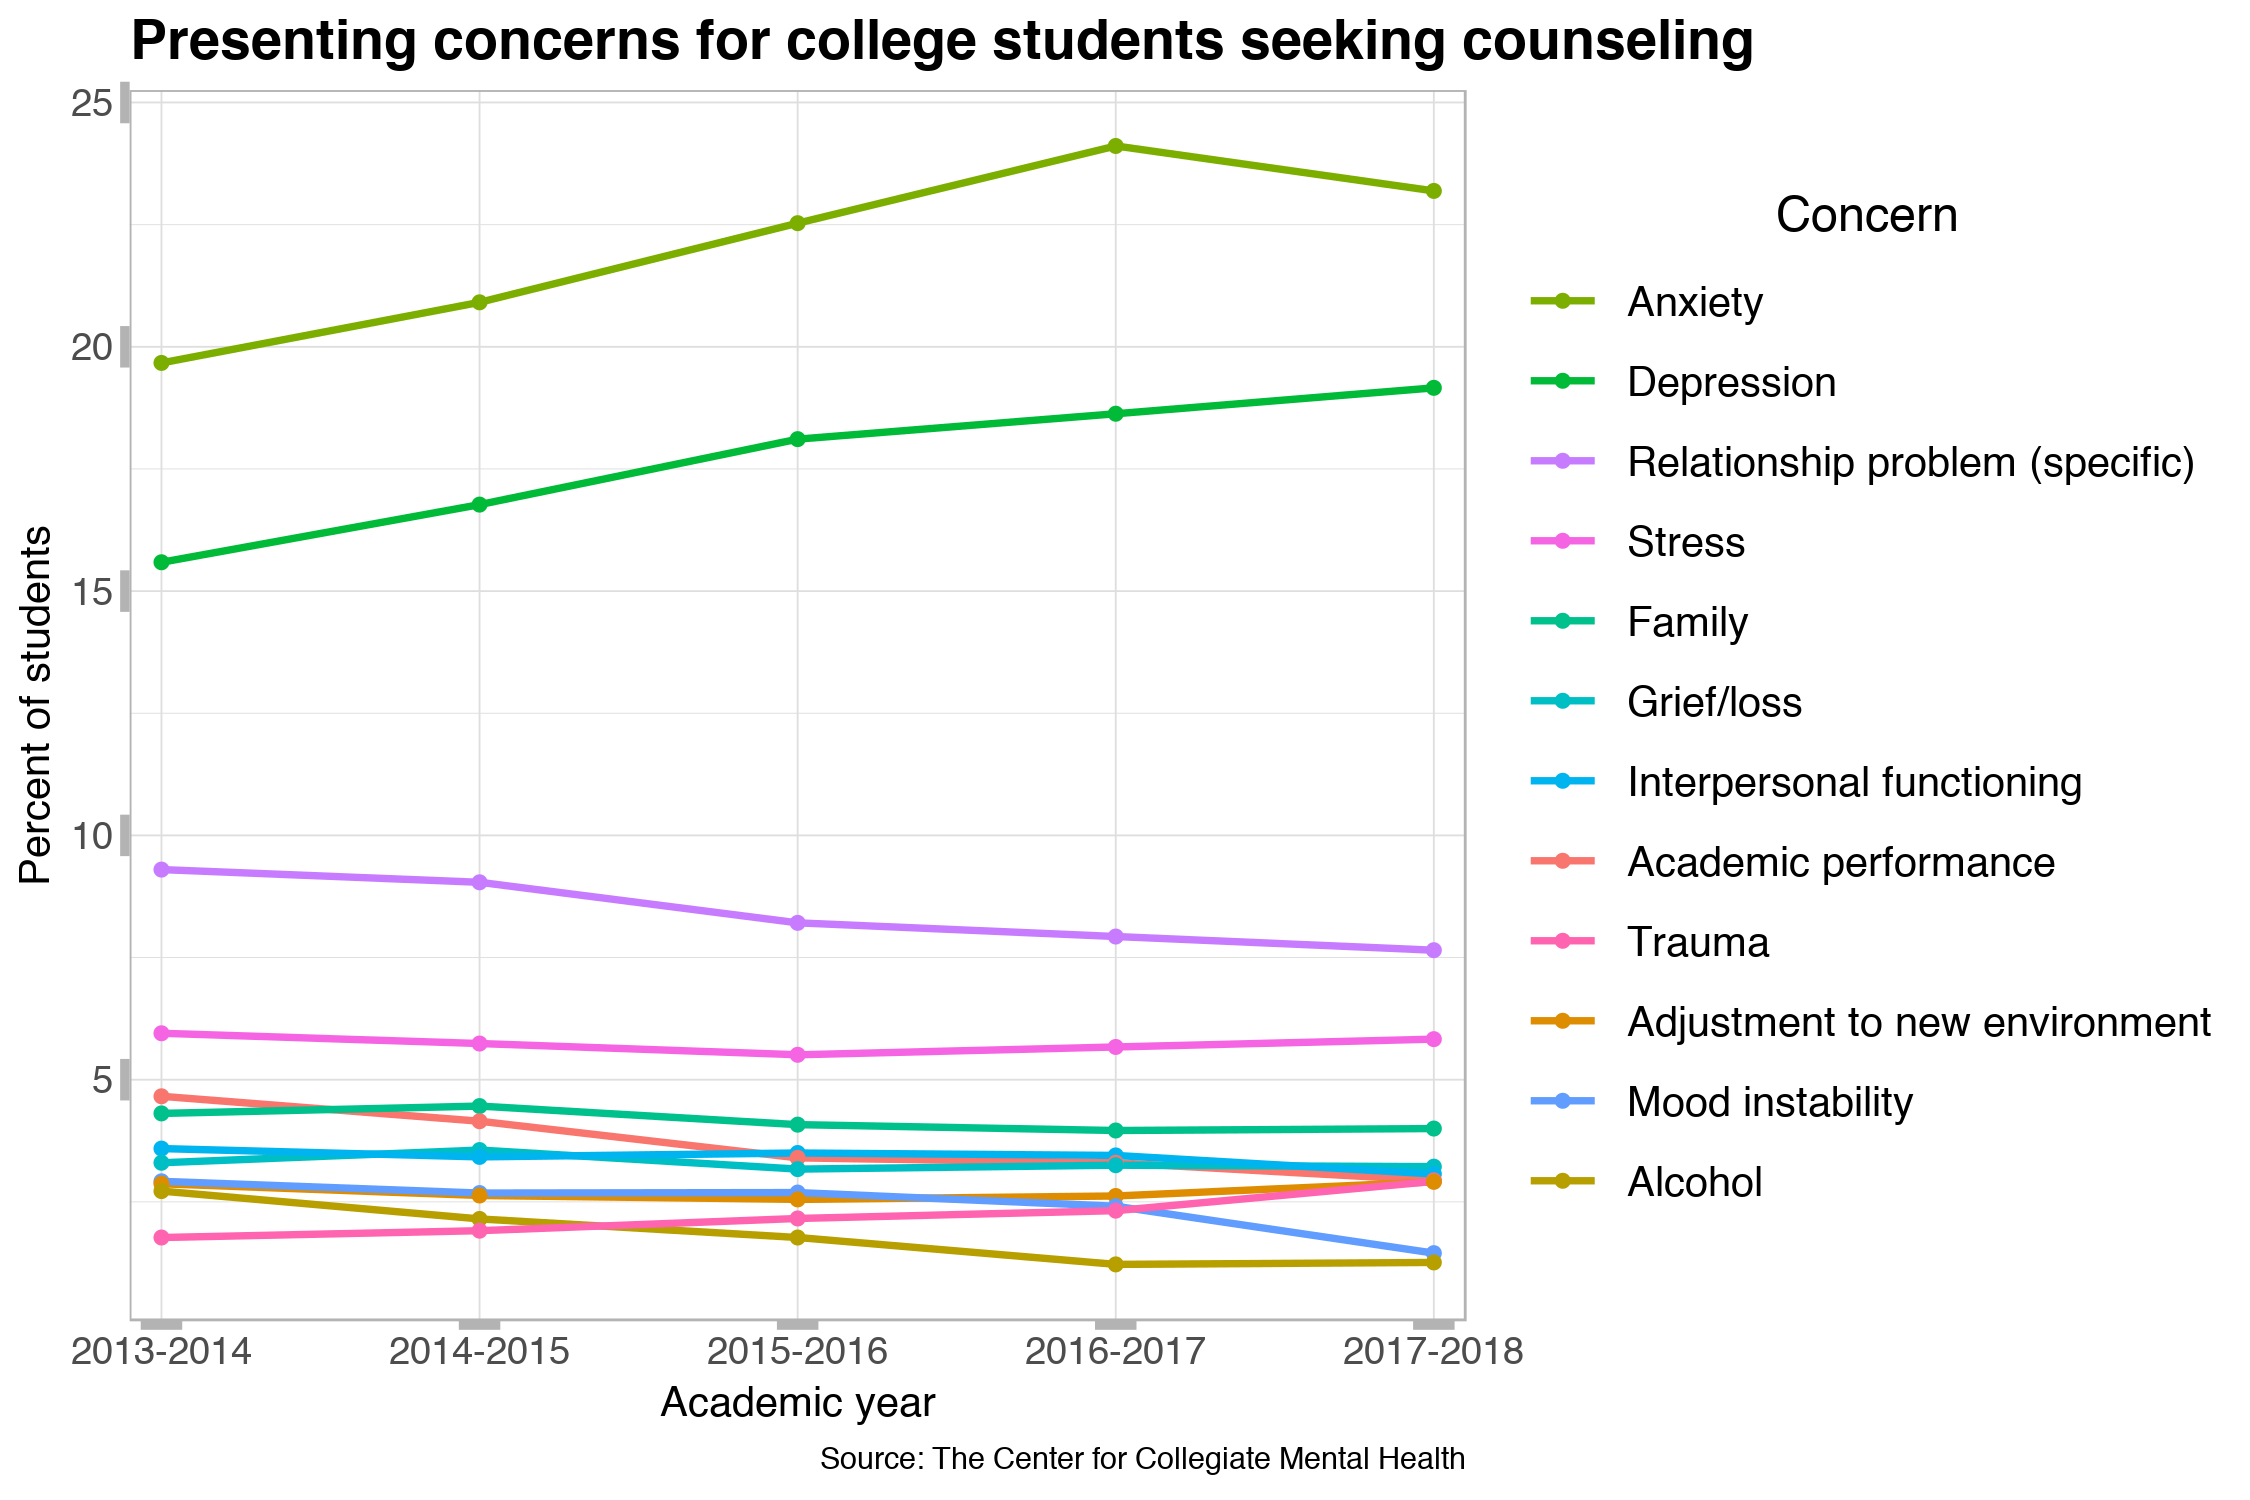 Presenting concerns for college students seeking counseling
25
20
15
10
5
Percent of students
2013-2014
2014-2015
2015-2016
2016-2017
2017-2018
Academic year
Concern
Anxiety
Depression
Relationship problem (specific)
Stress
Family
Grief/loss
Interpersonal functioning
Academic performance
Trauma
Adjustment to new environment
Mood instability
Alcohol
Source: The Center for Collegiate Mental Health